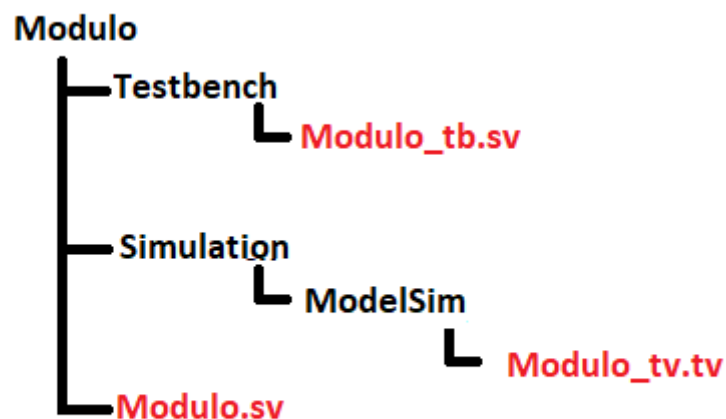 Modulo
Testbench
Modulo_tb.sv
Simulation
ModelSim
Modulo_tv.tv
Modulo.sv